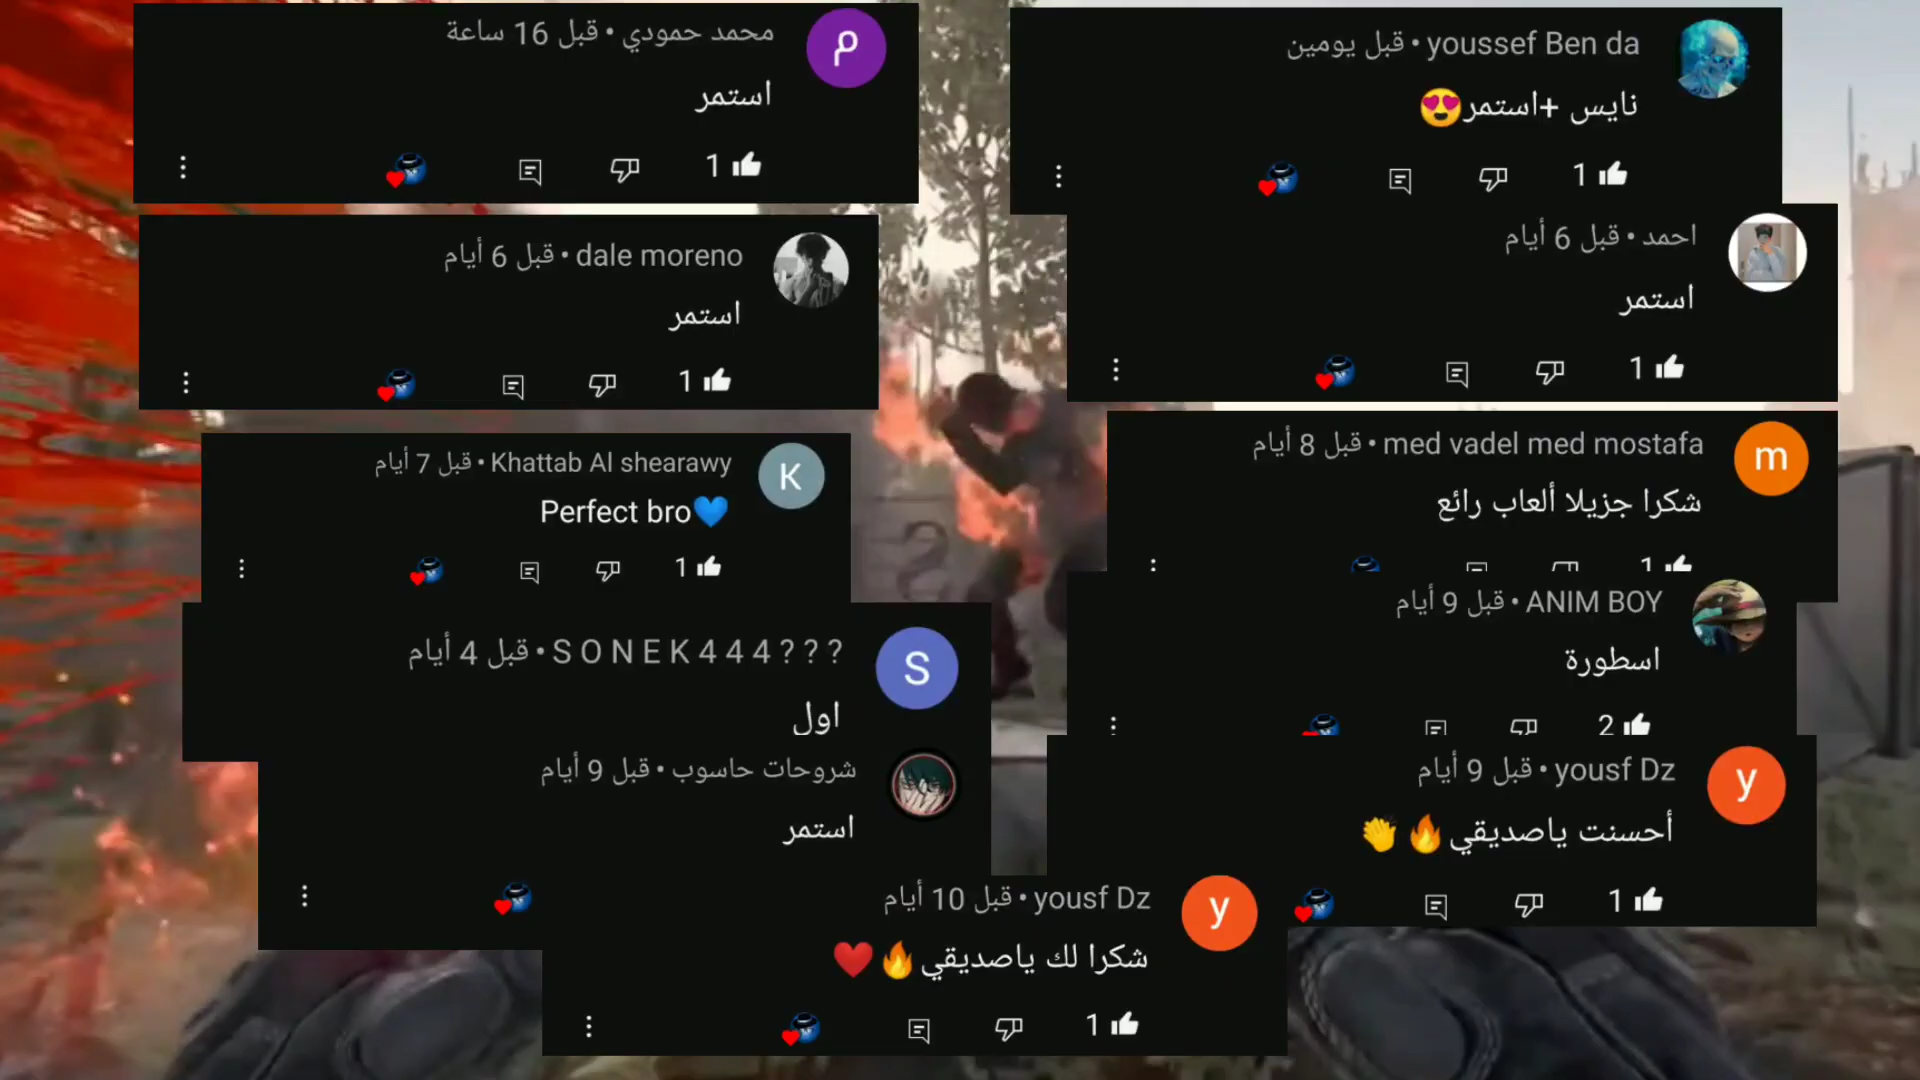 محمد حمودي • قبل 16 ساعة
استمر
1
youssef Ben da • قبل يومين
نايس +استمر😍
1
dale moreno • قبل 6 أيام
استمر
1
احمد • قبل 6 أيام
استمر
1
Khattab Al shearawy • قبل 7 أيام
Perfect bro💙
1
med vadel med mostafa • قبل 8 أيام
شكرا جزيلا ألعاب رائع
1
S O N E K 4 4 4 ? ? ? • قبل 4 أيام
اول
ANIM BOY • قبل 9 أيام
اسطورة
2
شروحات حاسوب • قبل 9 أيام
استمر
yousf Dz • قبل 9 أيام
أحسنت ياصديقي🔥👏
1
yousf Dz • قبل 10 أيام
شكرا لك ياصديقي🔥❤️
1
م
K
m
S
y
y